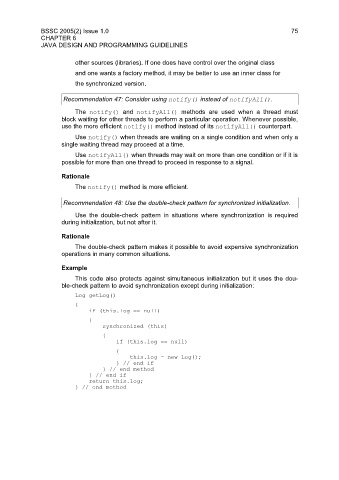 BSSC 2005(2) Issue 1.0 75
CHAPTER 6
JAVA DESIGN AND PROGRAMMING GUIDELINES
other sources (libraries). If one does have control over the original class
and one wants a factory method, it may be better to use an inner class for
the synchronized version.
Recommendation 47: Consider using notify() instead of notifyAll().
The notify() and notifyAll() methods are used when a thread must
block waiting for other threads to perform a particular operation. Whenever possible,
use the more efficient notify() method instead of its notifyAll() counterpart.
Use notify() when threads are waiting on a single condition and when only a
single waiting thread may proceed at a time.
Use notifyAll() when threads may wait on more than one condition or if it is
possible for more than one thread to proceed in response to a signal.
Rationale
The notify() method is more efficient.
Recommendation 48: Use the double-check pattern for synchronized initialization.
Use the double-check pattern in situations where synchronization is required
during initialization, but not after it.
Rationale
The double-check pattern makes it possible to avoid expensive synchronization
operations in many common situations.
Example
This code also protects against simultaneous initialization but it uses the dou-
ble-check pattern to avoid synchronization except during initialization:
Log getLog()
{
if (this.log == null)
{
synchronized (this)
{
if (this.log == null)
{
this.log = new Log();
} // end if
} // end method
} // end if
return this.log;
} // end method